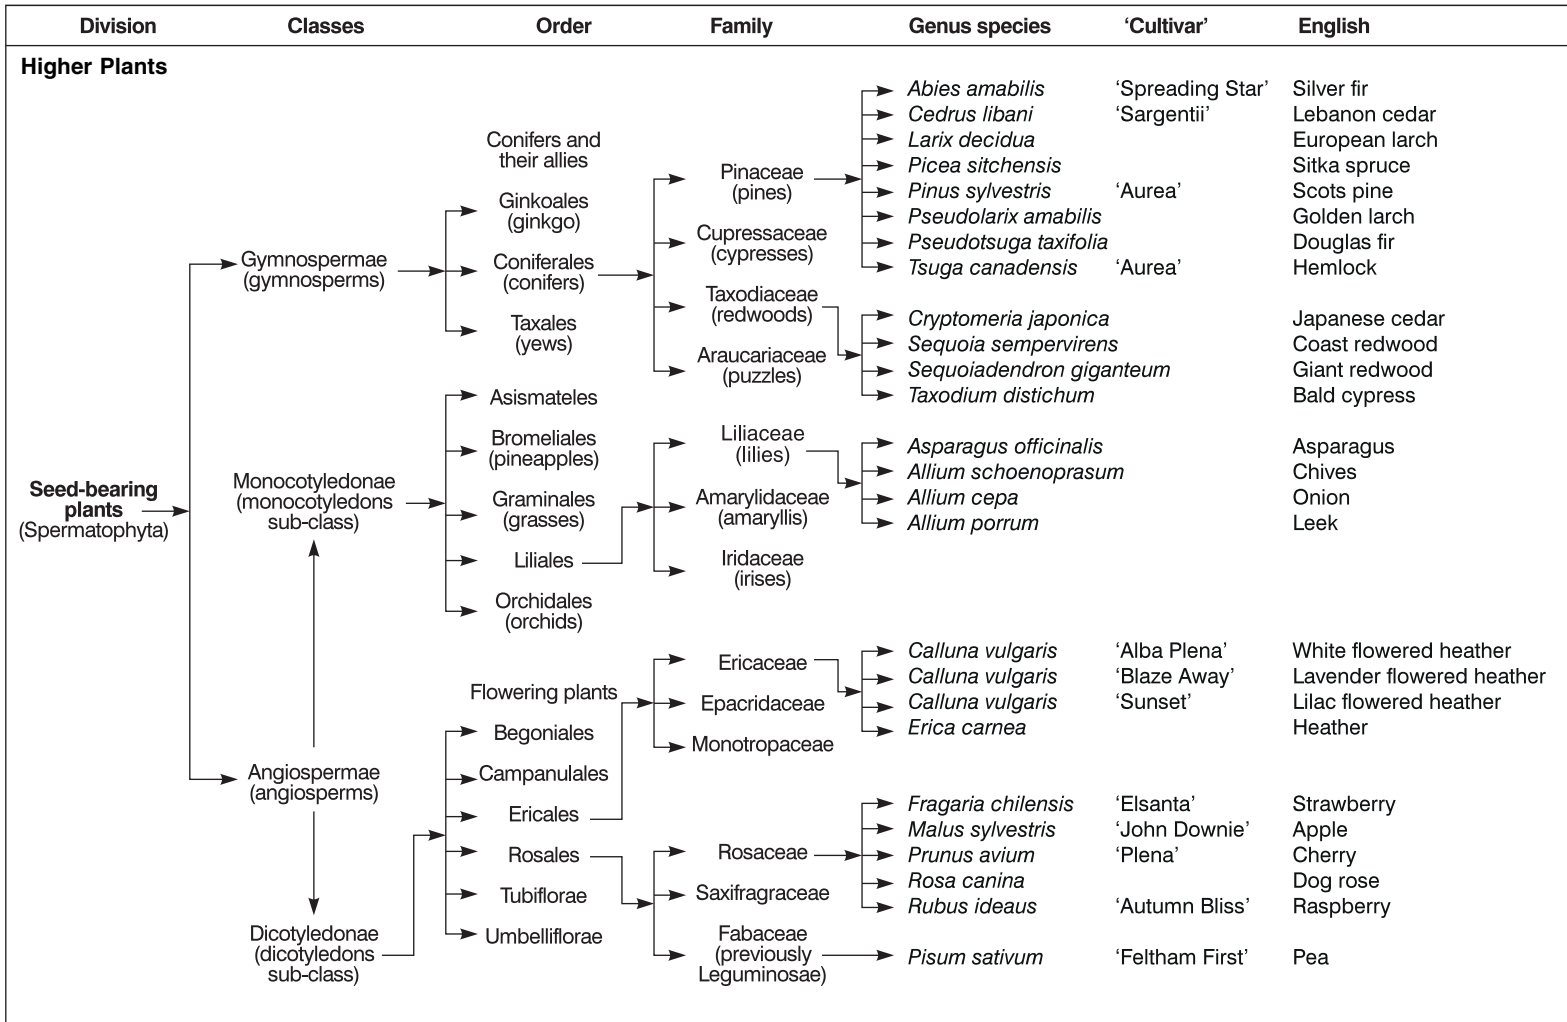 Division Classes Order Family Genus species ‘Cultivar’ English
Higher Plants
Seed-bearing
plants
(Spermatophyta)
Gymnospermae
(gymnosperms)
Monocotyledonae
(monocotyledons
sub-class)
Angiospermae
(angiosperms)
Dicotyledonae
(dicotyledons
sub-class)
Conifers and
their allies
Ginkoales
(ginkgo)
Coniferales
(conifers)
Taxales
(yews)
Asismateles
Bromeliales
(pineapples)
Graminales
(grasses)
Liliales
Orchidales
(orchids)
Flowering plants
Begoniales
Campanulales
Ericales
Rosales
Tubiflorae
Umbelliflorae
Pinaceae
(pines)
Cupressaceae
(cypresses)
Taxodiaceae
(redwoods)
Araucariaceae
(puzzles)
Liliaceae
(lilies)
Amarylidaceae
(amaryllis)
Iridaceae
(irises)
Ericaceae
Epacridaceae
Monotropaceae
Rosaceae
Saxifragraceae
Fabaceae
(previously
Leguminosae)
Abies amabilis ‘Spreading Star’ Silver fir
Cedrus libani ‘Sargentii’ Lebanon cedar
Larix decidua European larch
Picea sitchensis Sitka spruce
Pinus sylvestris ‘Aurea’ Scots pine
Pseudolarix amabilis Golden larch
Pseudotsuga taxifolia Douglas fir
Tsuga canadensis ‘Aurea’ Hemlock
Cryptomeria japonica Japanese cedar
Sequoia sempervirens Coast redwood
Sequoiadendron giganteum Giant redwood
Taxodium distichum Bald cypress
Asparagus officinalis Asparagus
Allium schoenoprasum Chives
Allium cepa Onion
Allium porrum Leek
Calluna vulgaris ‘Alba Plena’ White flowered heather
Calluna vulgaris ‘Blaze Away’ Lavender flowered heather
Calluna vulgaris ‘Sunset’ Lilac flowered heather
Erica carnea Heather
Fragaria chilensis ‘Elsanta’ Strawberry
Malus sylvestris ‘John Downie’ Apple
Prunus avium ‘Plena’ Cherry
Rosa canina Dog rose
Rubus ideaus ‘Autumn Bliss’ Raspberry
Pisum sativum ‘Feltham First’ Pea